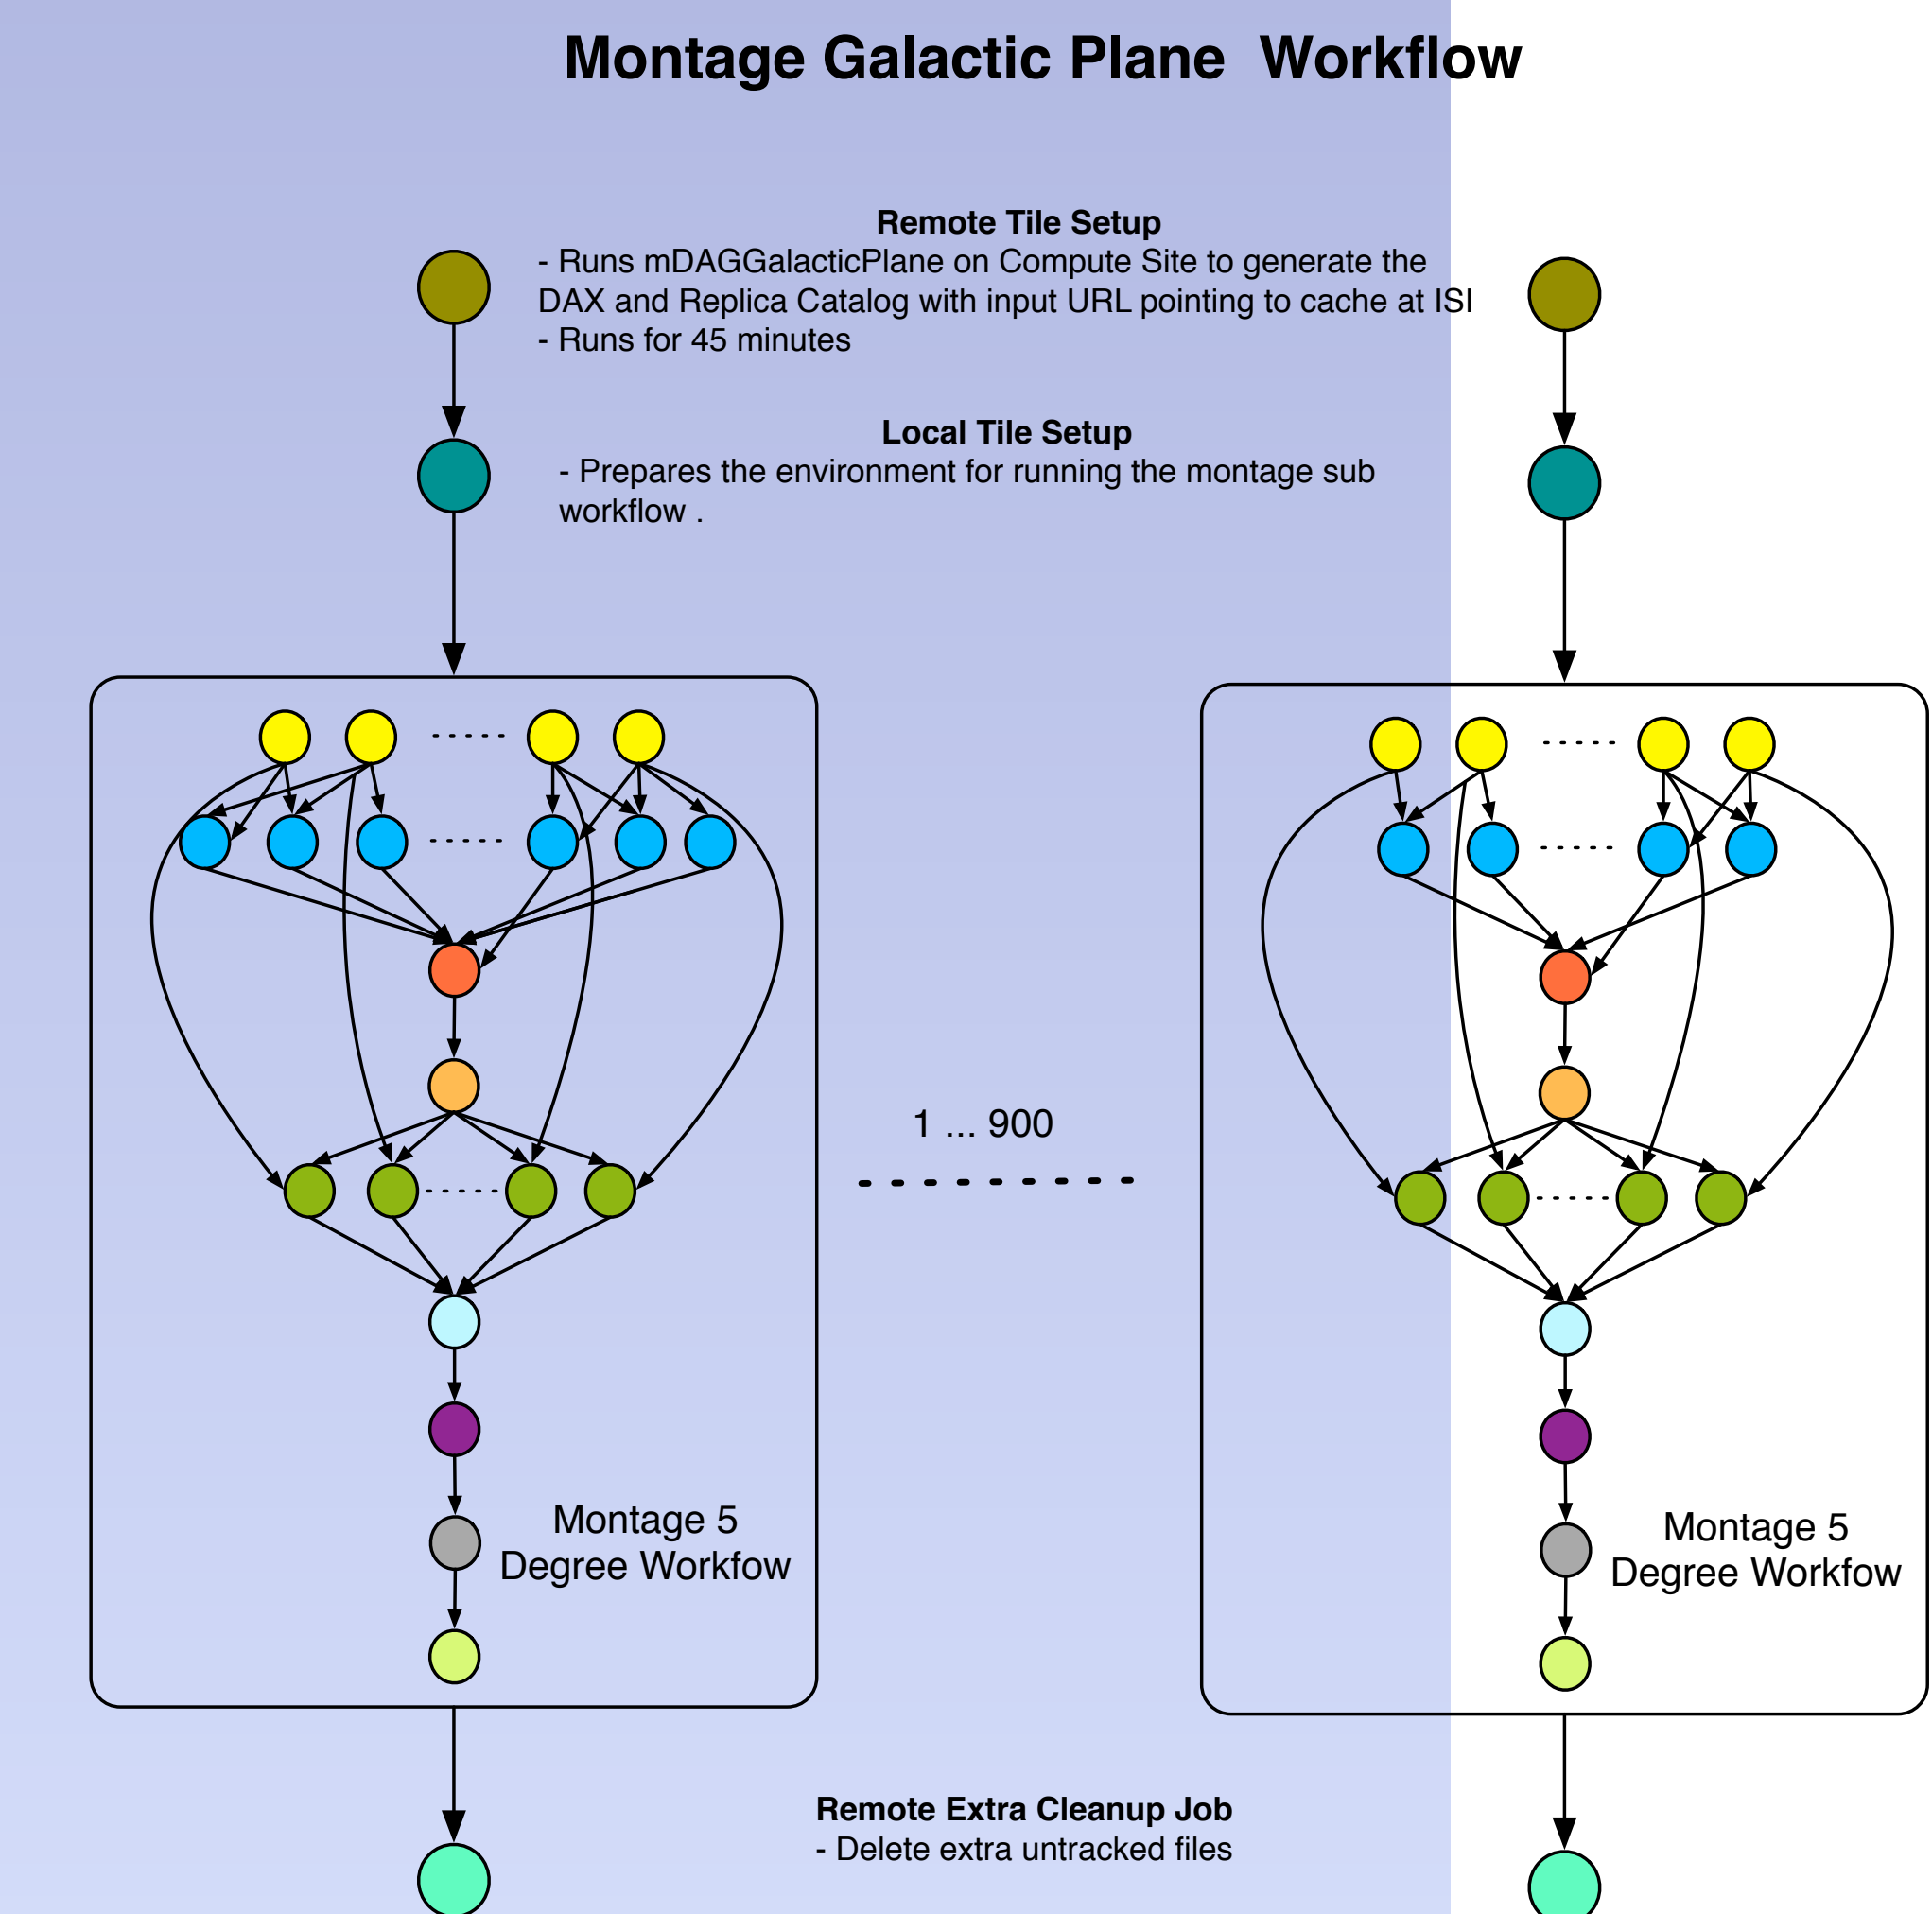 Montage Galactic Plane  Workflow
Remote Tile Setup
- Runs mDAGGalacticPlane on Compute Site to generate the
DAX and Replica Catalog with input URL pointing to cache at ISI
- Runs for 45 minutes
Local Tile Setup
- Prepares the environment for running the montage sub
workflow .
1 ... 900
Montage 5
Degree Workfow
Montage 5
Degree Workfow
Remote Extra Cleanup Job
- Delete extra untracked files